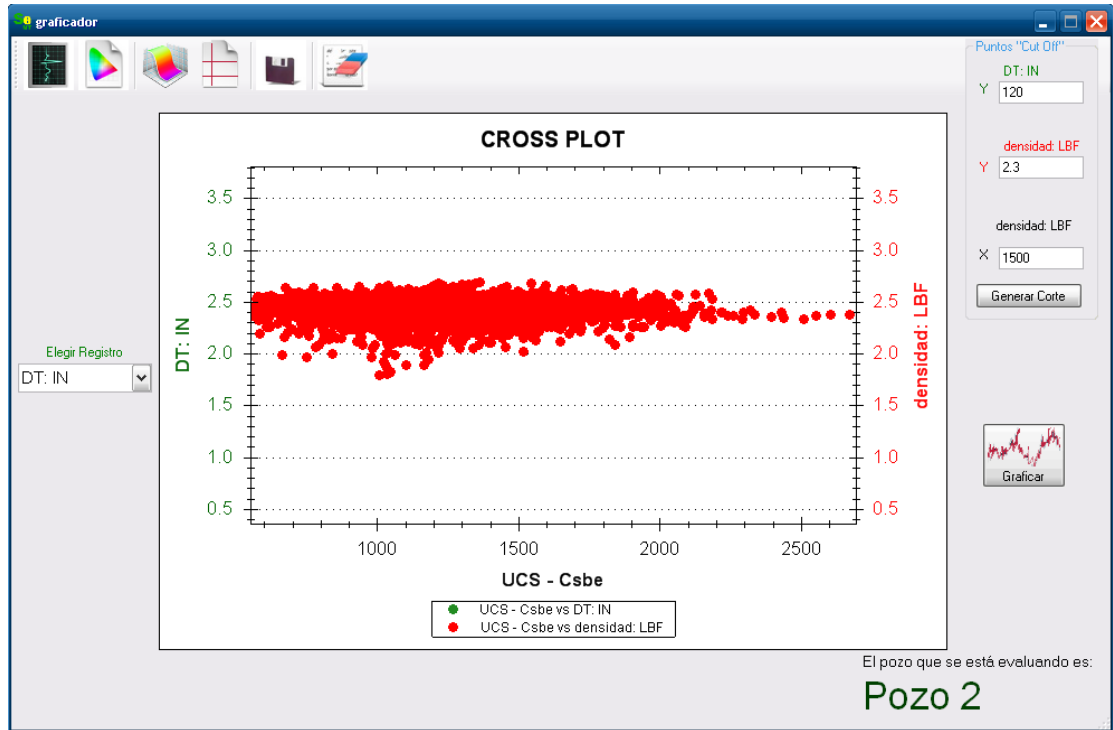 graficador
Puntos "Cut Off"
DT: IN
Y 120
densidad: LBF
Y 2.3
densidad: LBF
X 1500
Generar Corte
CROSS PLOT
3.5 3.5
3.0 3.0
2.5 2.5
2.0 2.0
1.5 1.5
1.0 1.0
0.5 0.5
DT: IN
densidad: LBF
1000 1500 2000 2500
UCS - Csbe
UCS - Csbe vs DT: IN
UCS - Csbe vs densidad: LBF
Elegir Registro
DT: IN
Graficar
El pozo que se está evaluando es:
Pozo 2